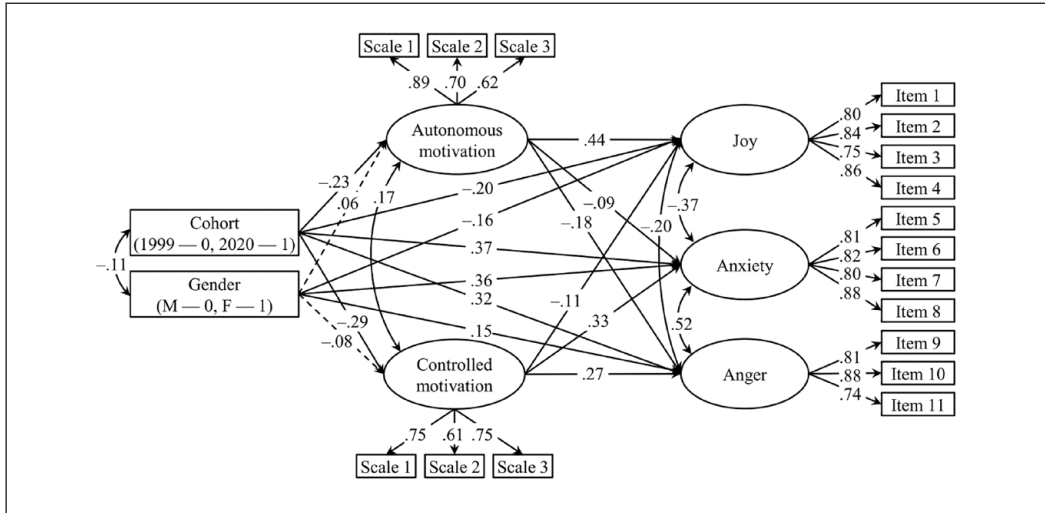 Scale 1
Scale 2
Scale 3
.89
.70
.62
Autonomous
motivation
.44
Joy
.80
.84
.75
.86
Item 1
Item 2
Item 3
Item 4
–.23
.06
.17
–.20
–.16
–.09
–.18
–.37
–.20
Cohort
(1999 — 0, 2020 — 1)
–.11
Gender
(M — 0, F — 1)
.37
.36
.32
.15
–.29
–.08
–.11
.33
.27
Anxiety
.81
.82
.80
.88
Item 5
Item 6
Item 7
Item 8
.52
Controlled
motivation
Anger
.81
.88
.74
Item 9
Item 10
Item 11
.75
.61
.75
Scale 1
Scale 2
Scale 3